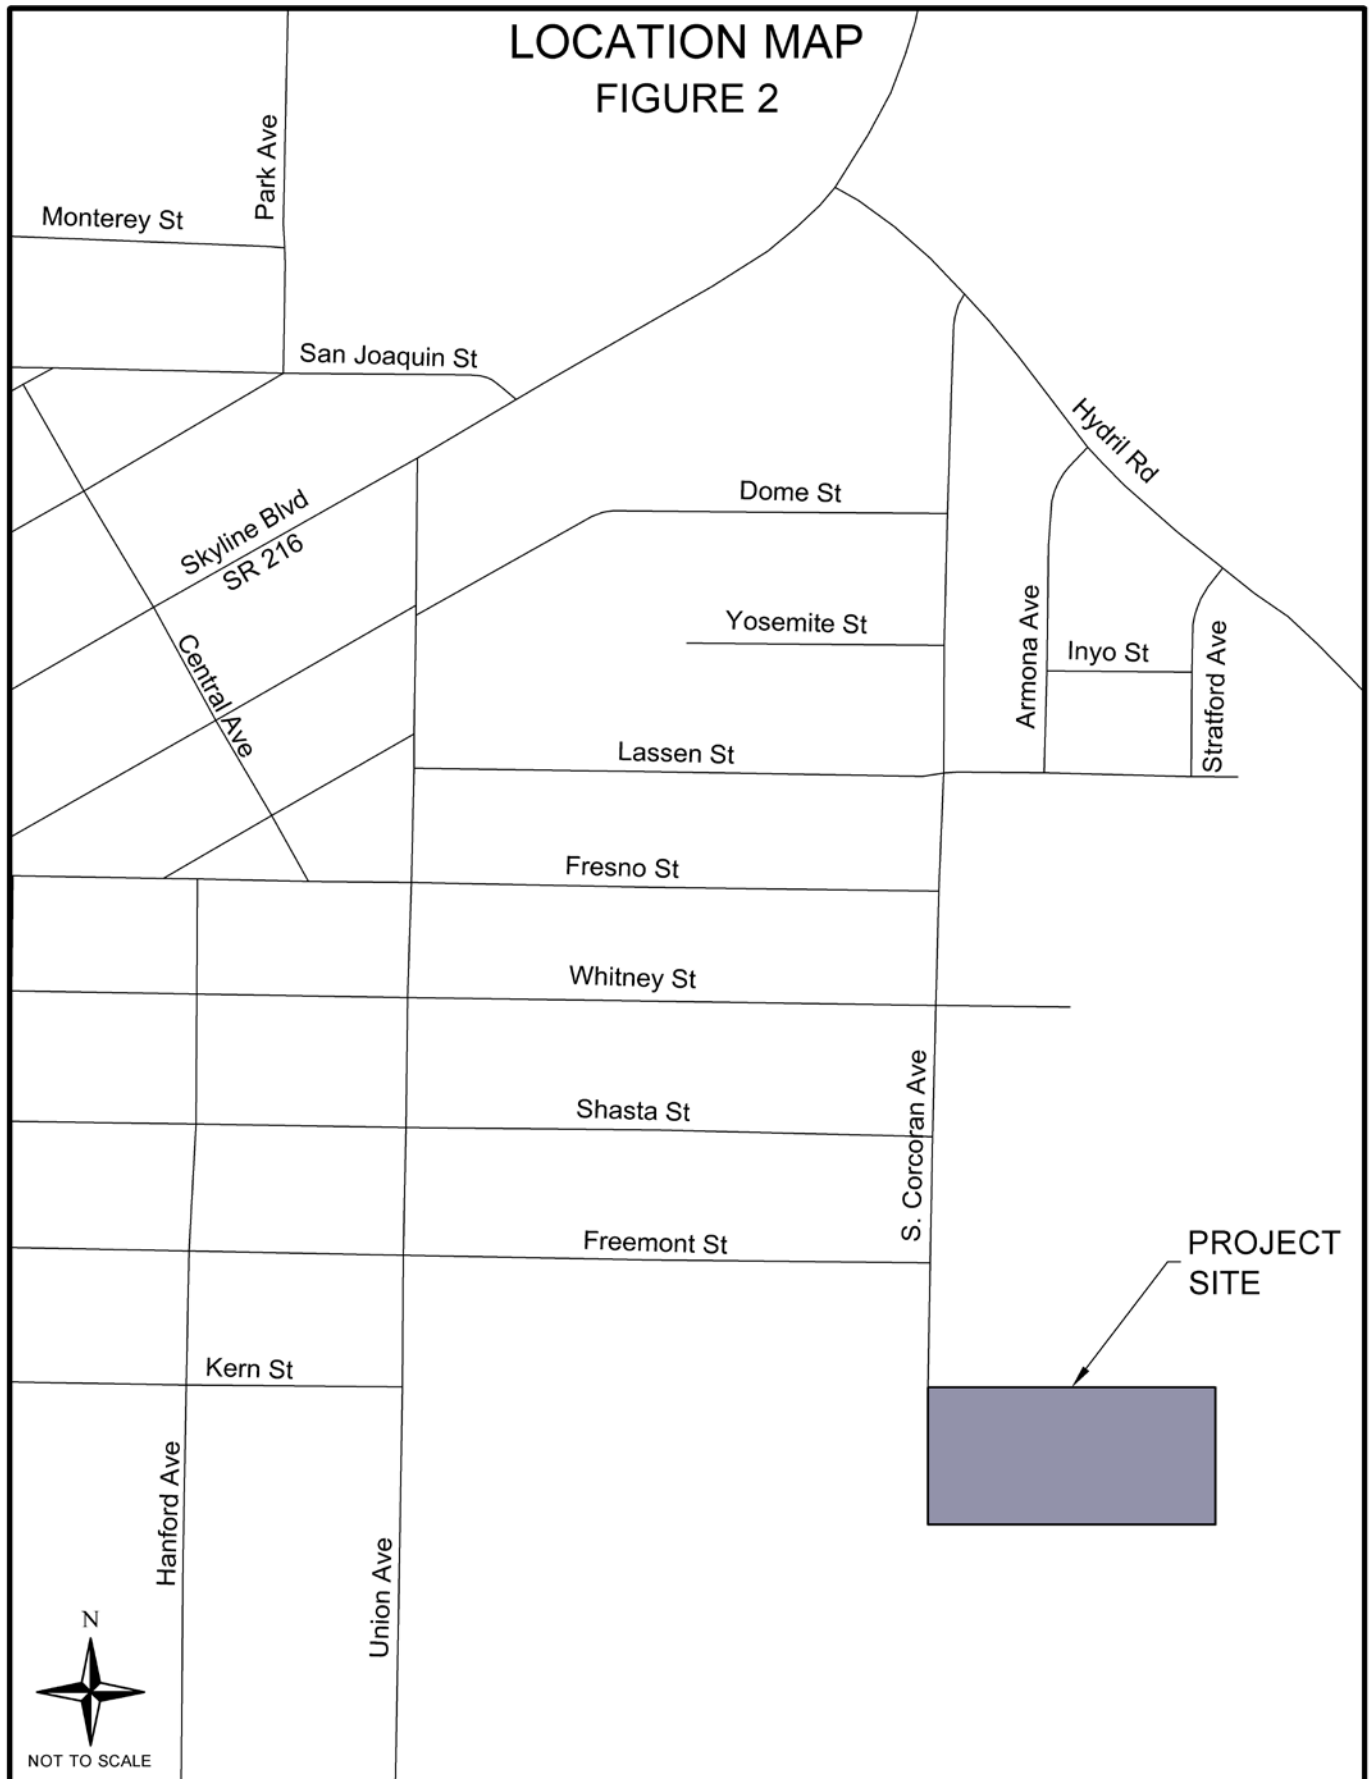 LOCATION MAP
FIGURE 2
Park Ave
Monterey St
San Joaquin St
Hydril Rd
Skyline Blvd
SR 216
Dome St
Central Ave
Yosemite St
Armona Ave
Inyo St
Stratford Ave
Lassen St
Fresno St
Whitney St
Shasta St
S. Corcoran Ave
Freemont St
PROJECT
SITE
Kern St
Hanford Ave
Union Ave
N
NOT TO SCALE